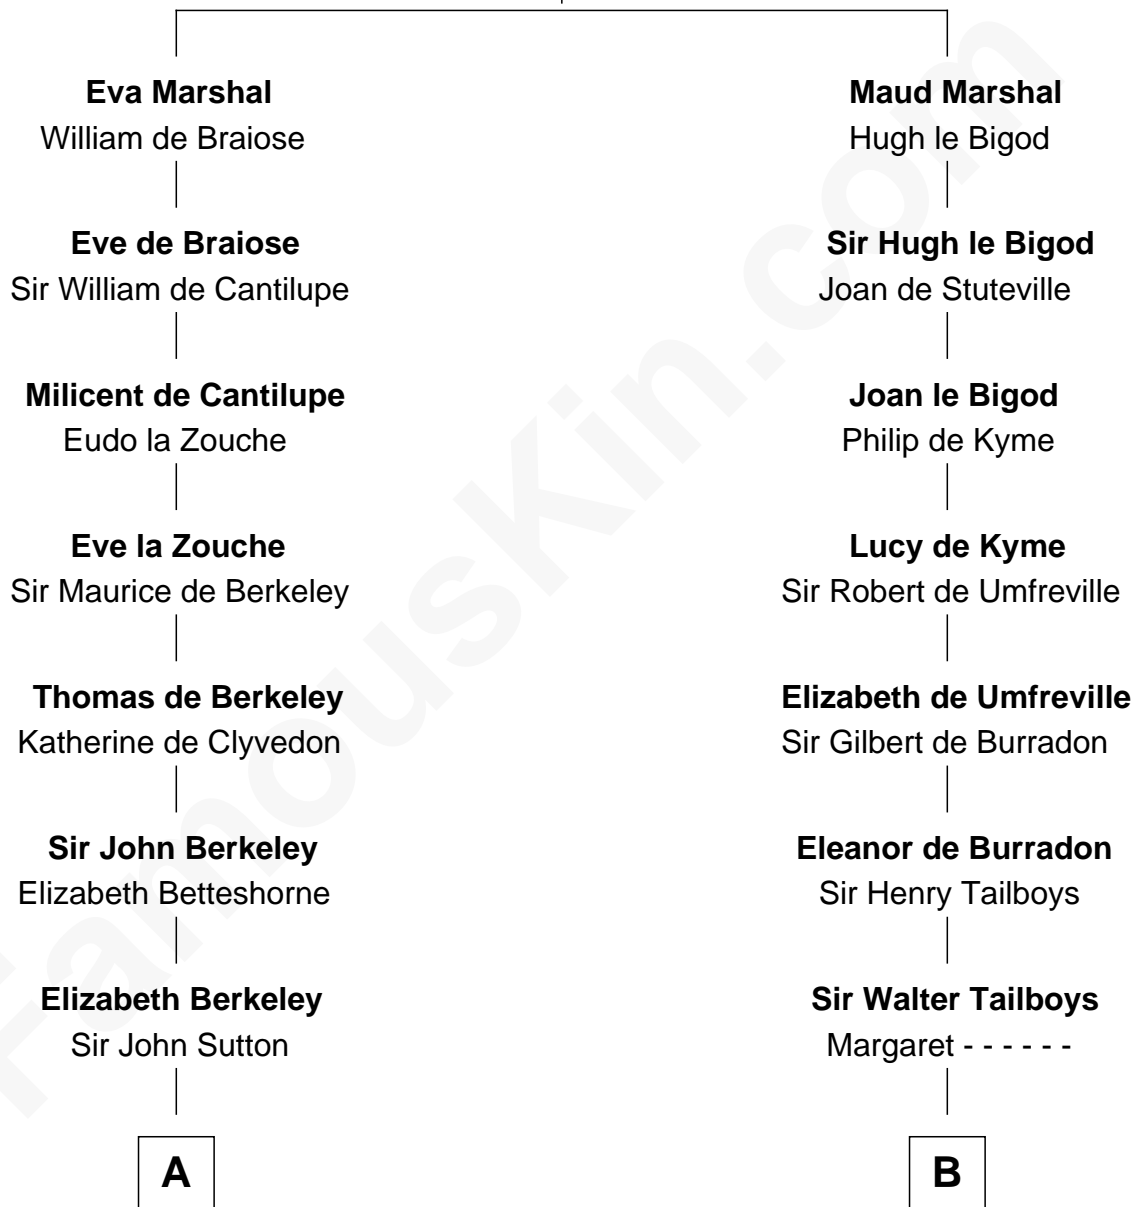 Eva Marshal
William de Braiose
Eve de Braiose
Sir William de Cantilupe
Milicent de Cantilupe
Eudo la Zouche
Eve la Zouche
Sir Maurice de Berkeley
Thomas de Berkeley
Katherine de Clyvedon
Sir John Berkeley
Elizabeth Betteshorne
Elizabeth Berkeley
Sir John Sutton
A
Maud Marshal
Hugh le Bigod
Sir Hugh le Bigod
Joan de Stuteville
Joan le Bigod
Philip de Kyme
Lucy de Kyme
Sir Robert de Umfreville
Elizabeth de Umfreville
Sir Gilbert de Burradon
Eleanor de Burradon
Sir Henry Tailboys
Sir Walter Tailboys
Margaret - - - - - -
B
FamousKin.com